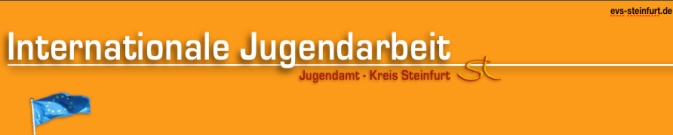 evs-steinfurt.de
Internationale Jugendarbeit
Jugendamt - Kreis Steinfurt St